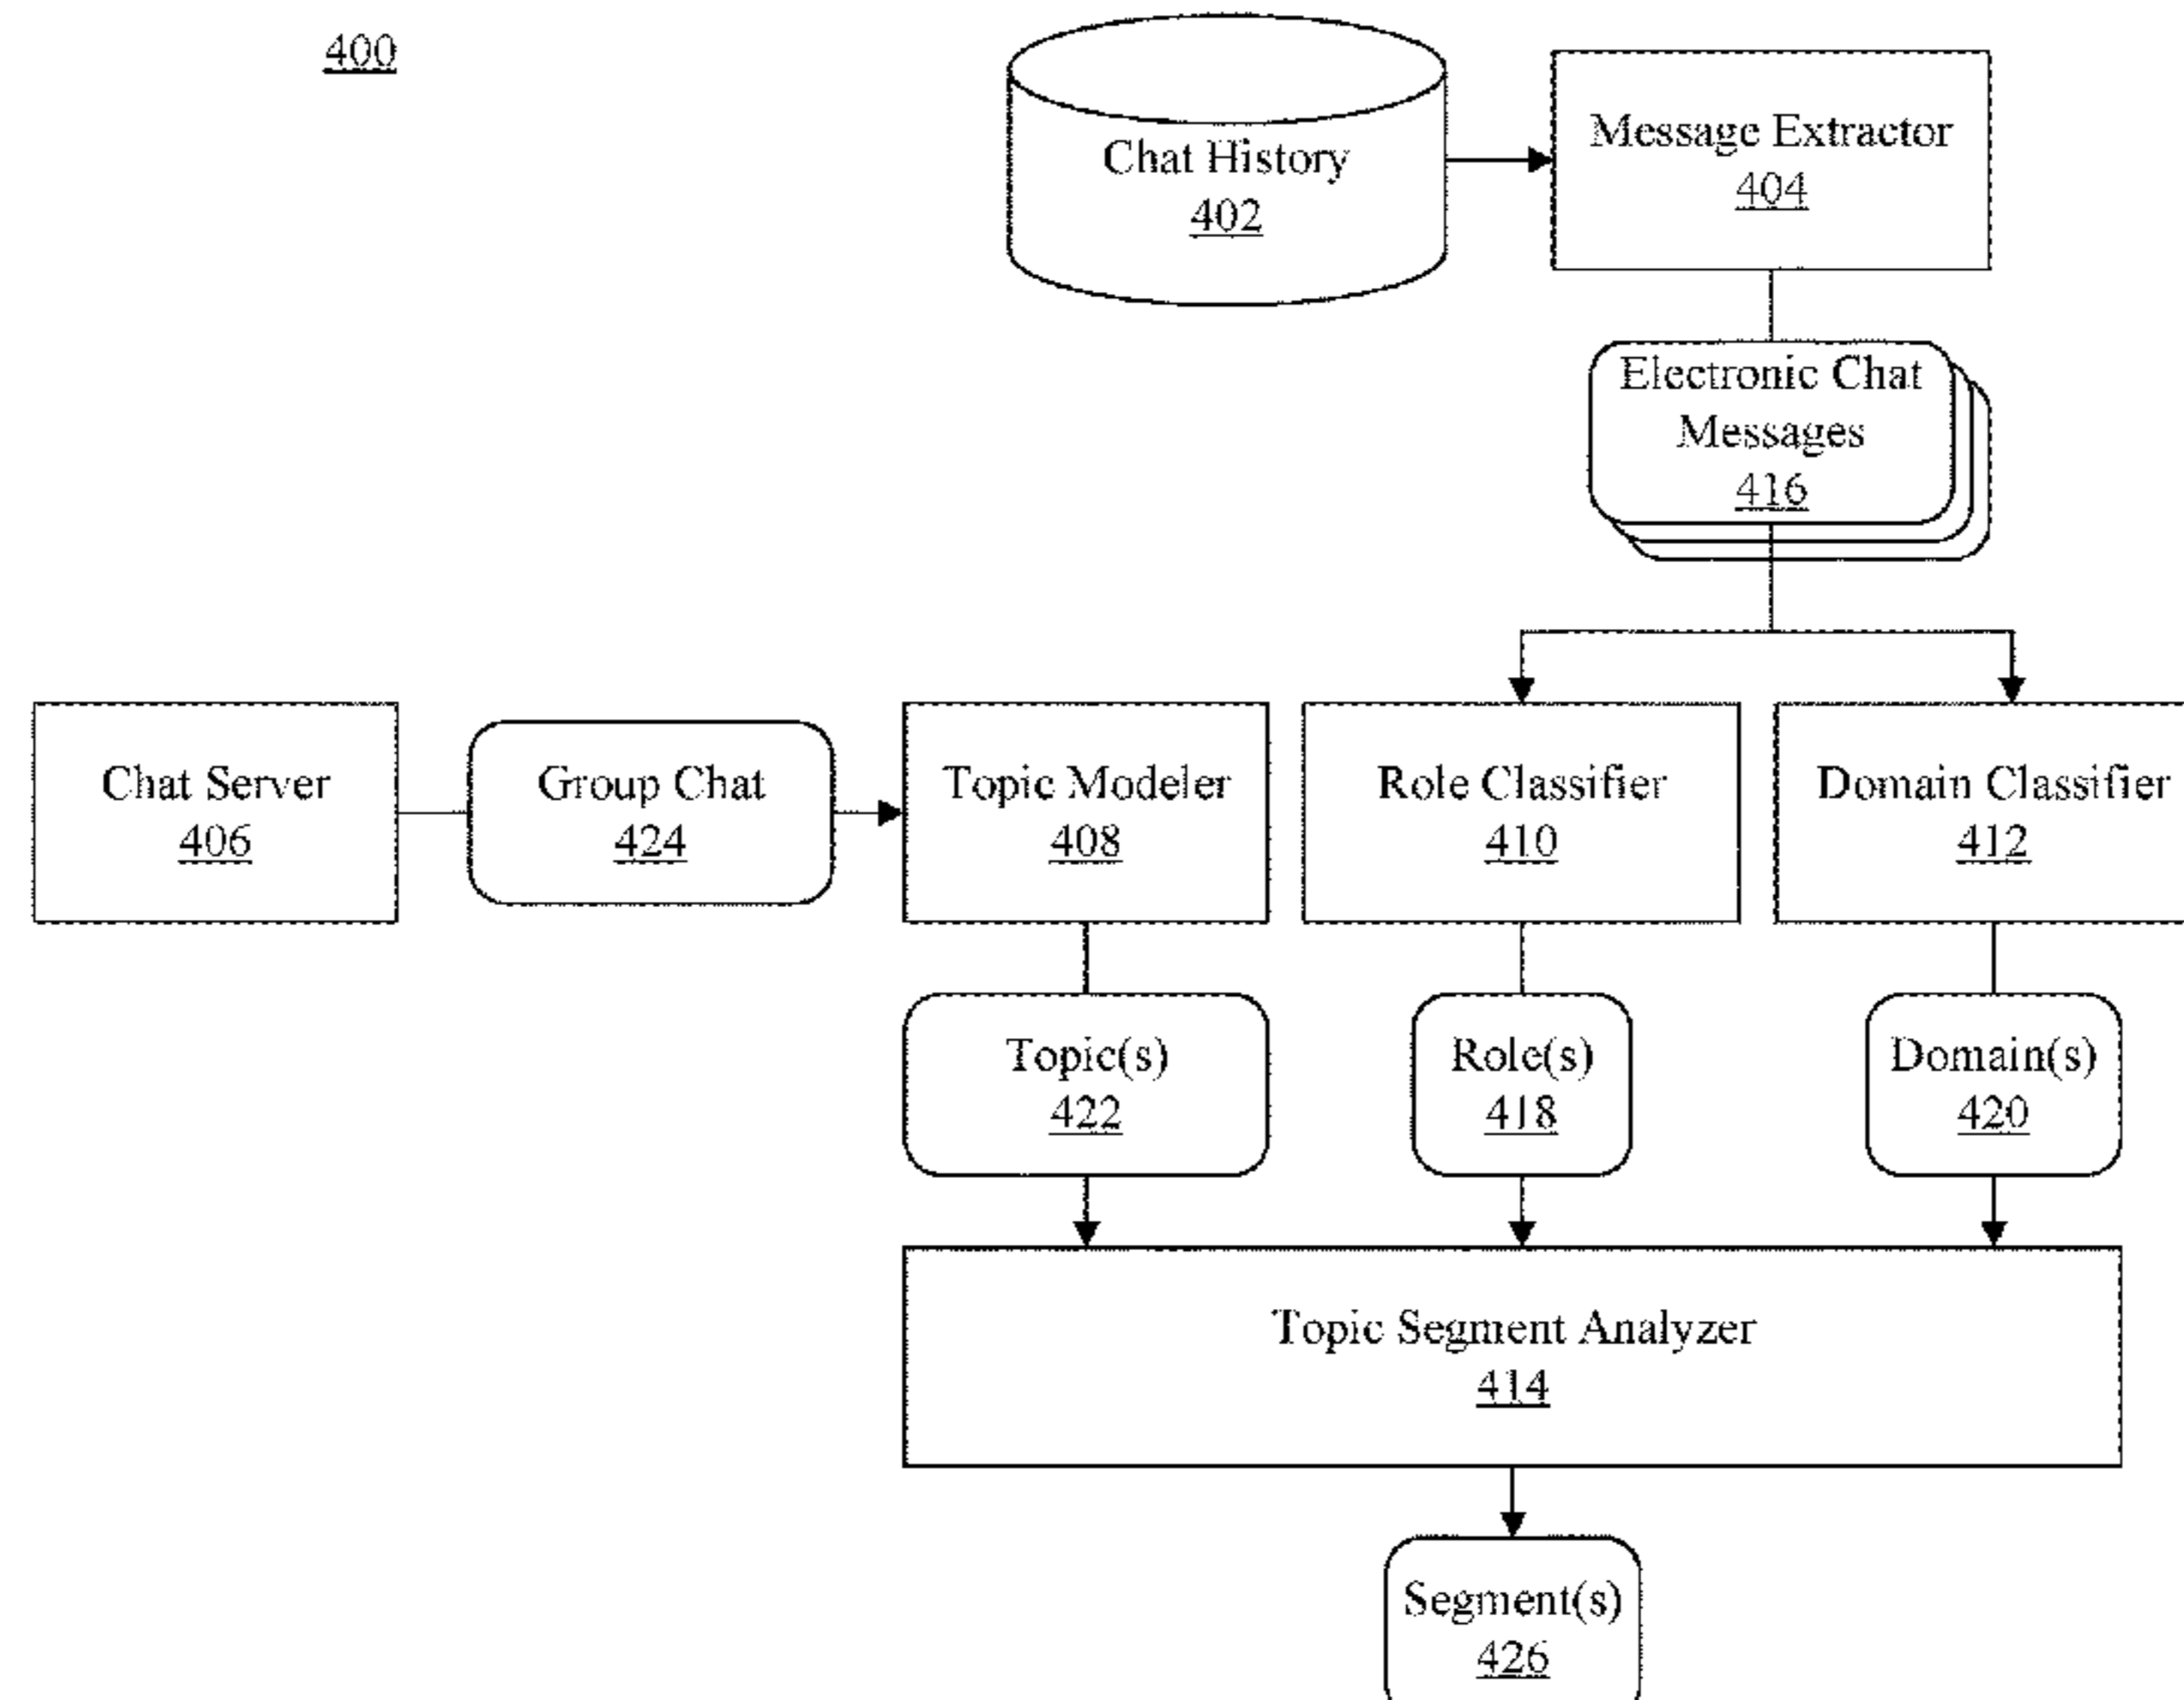 400
Chat History
402
Message Extractor
404
Electronic Chat
Messages
416
Chat Server
406
Group Chat
424
Topic Modeler
408
Role Classifier
410
Domain Classifier
412
Topic(s)
422
Role(s)
418
Domain(s)
420
Topic Segment Analyzer
414
Segment(s)
426